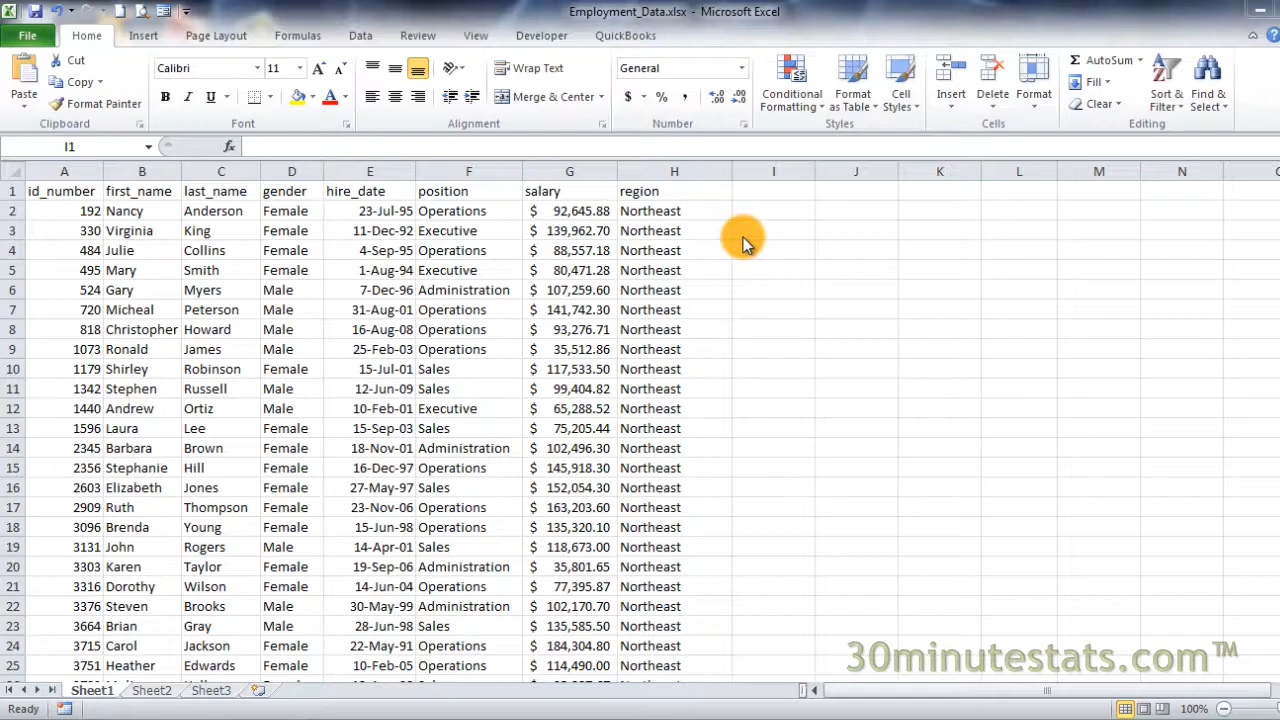 Employment_Data.xlsx - Microsoft Excel
File Home Insert Page Layout Formulas Data Review View Developer QuickBooks
Paste Cut Copy Format Painter Clipboard
Calibri 11 B I U A Font
Wrap Text Merge & Center Alignment
General $ % , Number
Conditional Formatting Format as Table Cell Styles Styles
Insert Delete Format Cells
Σ AutoSum Fill Clear Sort & Filter Find & Select Editing
I1 fx
A B C D E F G H I J K L M N
1 id_number first_name last_name gender hire_date position salary region
2 192 Nancy Anderson Female 23-Jul-95 Operations $ 92,645.88 Northeast
3 330 Virginia King Female 11-Dec-92 Executive $ 139,962.70 Northeast
4 484 Julie Collins Female 4-Sep-95 Operations $ 88,557.18 Northeast
5 495 Mary Smith Female 1-Aug-94 Executive $ 80,471.28 Northeast
6 524 Gary Myers Male 7-Dec-96 Administration $ 107,259.60 Northeast
7 720 Micheal Peterson Male 31-Aug-01 Operations $ 141,742.30 Northeast
8 818 Christopher Howard Male 16-Aug-08 Operations $ 93,276.71 Northeast
9 1073 Ronald James Male 25-Feb-03 Operations $ 35,512.86 Northeast
10 1179 Shirley Robinson Female 15-Jul-01 Sales $ 117,533.50 Northeast
11 1342 Stephen Russell Male 12-Jun-09 Sales $ 99,404.82 Northeast
12 1440 Andrew Ortiz Male 10-Feb-01 Executive $ 65,288.52 Northeast
13 1596 Laura Lee Female 15-Sep-03 Sales $ 75,205.44 Northeast
14 2345 Barbara Brown Female 18-Nov-01 Administration $ 102,496.30 Northeast
15 2356 Stephanie Hill Female 16-Dec-97 Operations $ 145,918.30 Northeast
16 2603 Elizabeth Jones Female 27-May-97 Sales $ 152,054.30 Northeast
17 2909 Ruth Thompson Female 23-Nov-06 Operations $ 163,203.60 Northeast
18 3096 Brenda Young Female 15-Jun-98 Operations $ 135,320.10 Northeast
19 3131 John Rogers Male 14-Apr-01 Sales $ 118,673.00 Northeast
20 3303 Karen Taylor Female 19-Sep-06 Administration $ 35,801.65 Northeast
21 3316 Dorothy Wilson Female 14-Jun-04 Operations $ 77,395.87 Northeast
22 3376 Steven Brooks Male 30-May-99 Administration $ 102,170.70 Northeast
23 3664 Brian Gray Male 28-Jun-98 Sales $ 135,585.50 Northeast
24 3715 Carol Jackson Female 22-May-91 Operations $ 184,304.80 Northeast
25 3751 Heather Edwards Female 10-Feb-05 Operations $ 114,490.00 Northeast
30minutestats.com™
Sheet1 Sheet2 Sheet3
Ready 100%